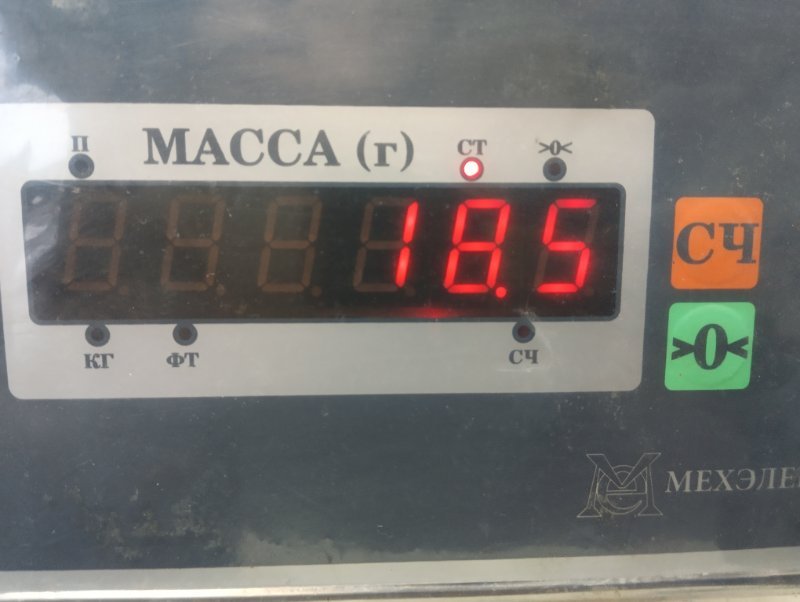 П МАССА (г) СТ >0<
18.5
КГ ФТ СЧ
СЧ
>0<
МЕХЭЛЕ